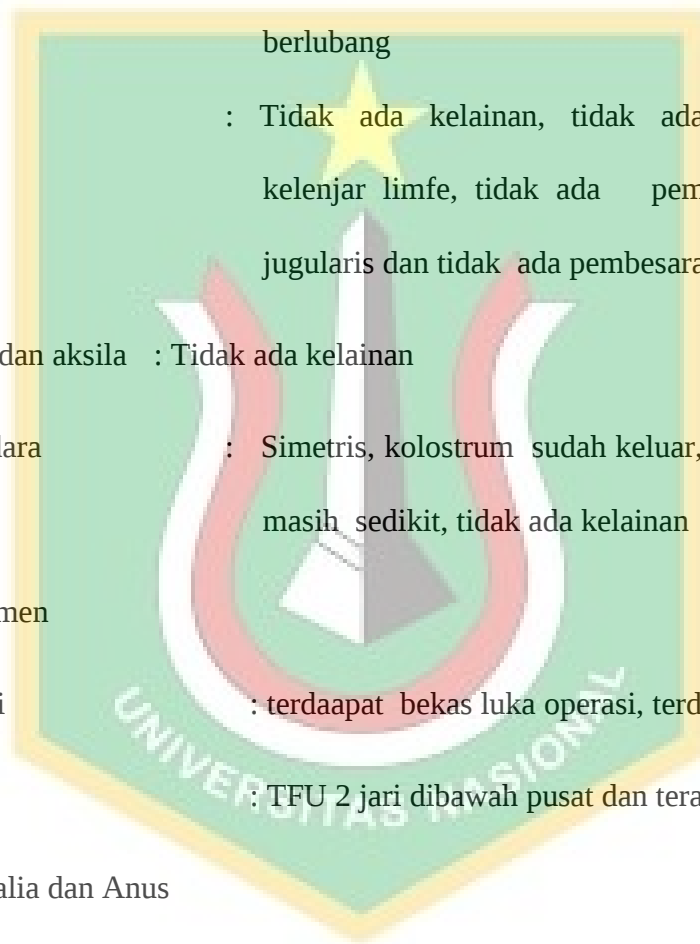 berlubang
: Tidak ada kelainan, tidak ada
kelenjar limfe, tidak ada pem
jugularis dan tidak ada pembesara
dan aksila : Tidak ada kelainan
dara : Simetris, kolostrum sudah keluar,
masih sedikit, tidak ada kelainan
men
i : terdaapat bekas luka operasi, terd
: TFU 2 jari dibawah pusat dan tera
alia dan Anus
UNIVERSITAS NASIONAL